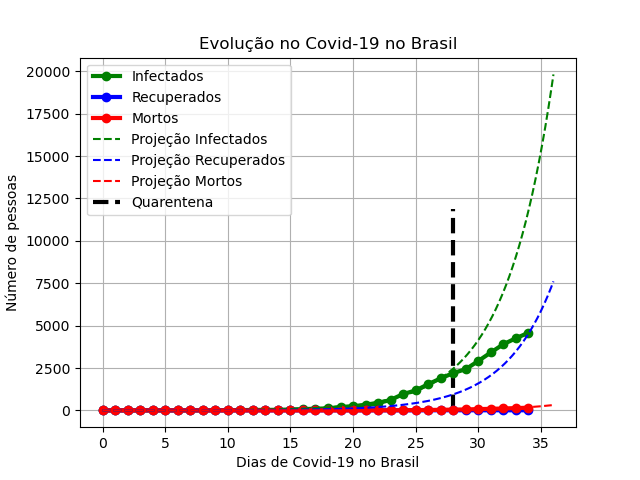 Evolução no Covid-19 no Brasil
Infectados
Recuperados
Mortos
Projeção Infectados
Projeção Recuperados
Projeção Mortos
Quarentena
Número de pessoas
20000
17500
15000
12500
10000
7500
5000
2500
0
0 5 10 15 20 25 30 35
Dias de Covid-19 no Brasil